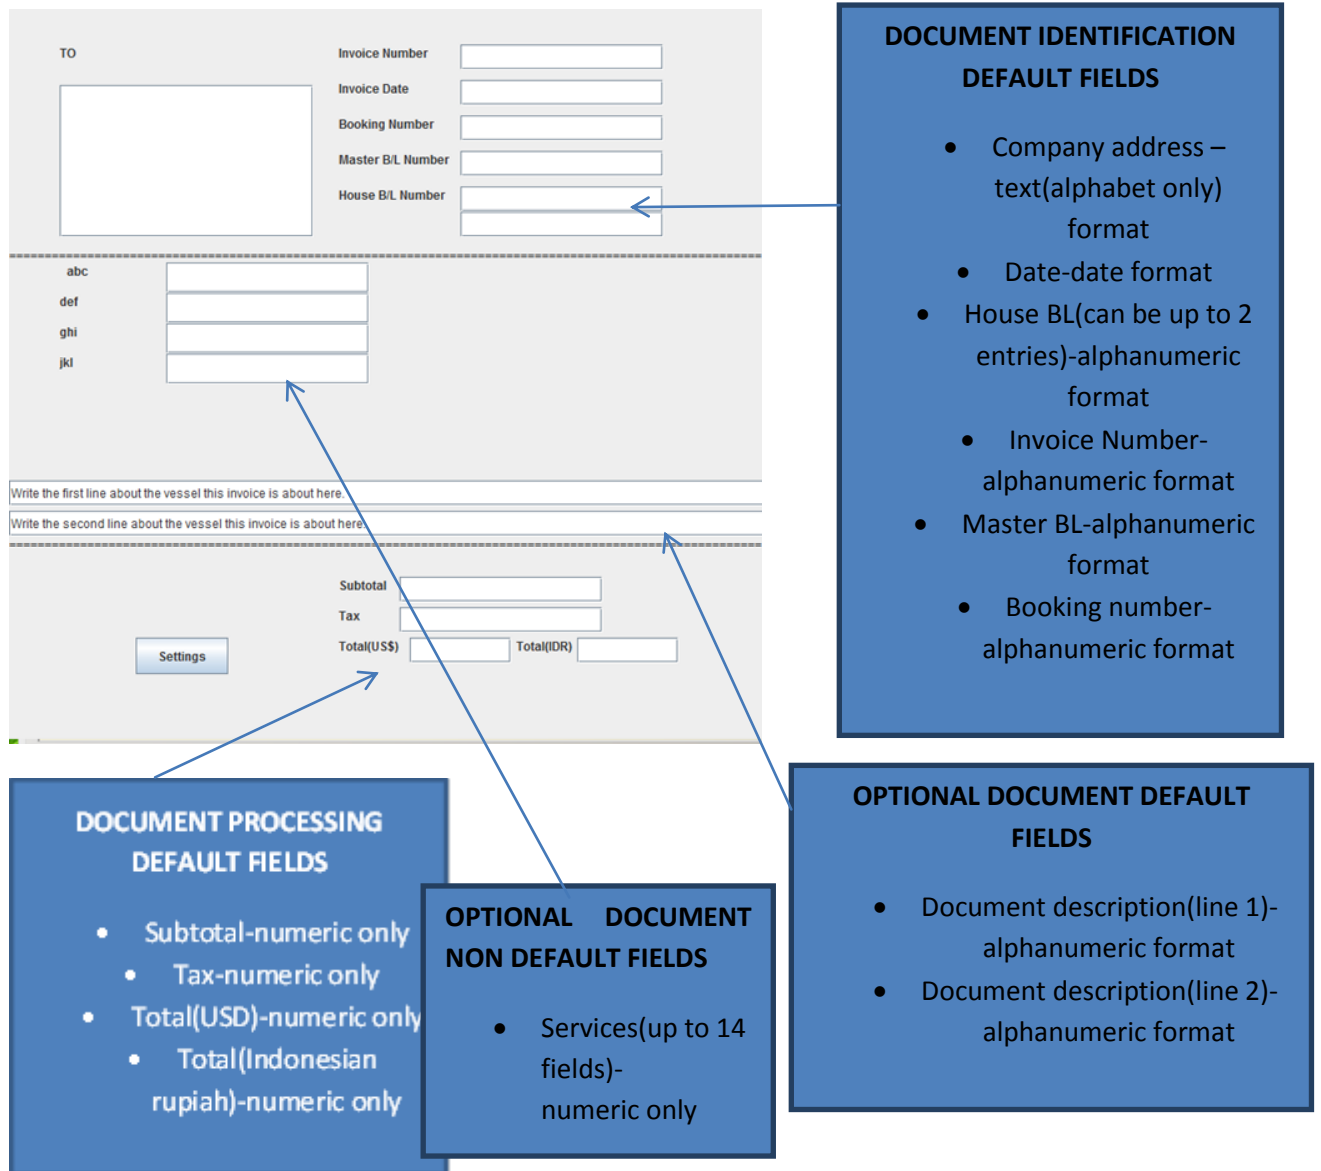 TO
Invoice Number
Invoice Date
Booking Number
Master B/L Number
House B/L Number
abc
def
ghi
jkl
Write the first line about the vessel this invoice is about here.
Write the second line about the vessel this invoice is about here.
Subtotal
Tax
Total(US$)
Total(IDR)
Settings
DOCUMENT IDENTIFICATION
DEFAULT FIELDS
• Company address –
text(alphabet only)
format
• Date-date format
• House BL(can be up to 2
entries)-alphanumeric
format
• Invoice Number-
alphanumeric format
• Master BL-alphanumeric
format
• Booking number-
alphanumeric format
DOCUMENT PROCESSING
DEFAULT FIELDS
• Subtotal-numeric only
• Tax-numeric only
• Total(USD)-numeric only
• Total(Indonesian
rupiah)-numeric only
OPTIONAL DOCUMENT
NON DEFAULT FIELDS
• Services(up to 14
fields)-
numeric only
OPTIONAL DOCUMENT DEFAULT
FIELDS
• Document description(line 1)-
alphanumeric format
• Document description(line 2)-
alphanumeric format